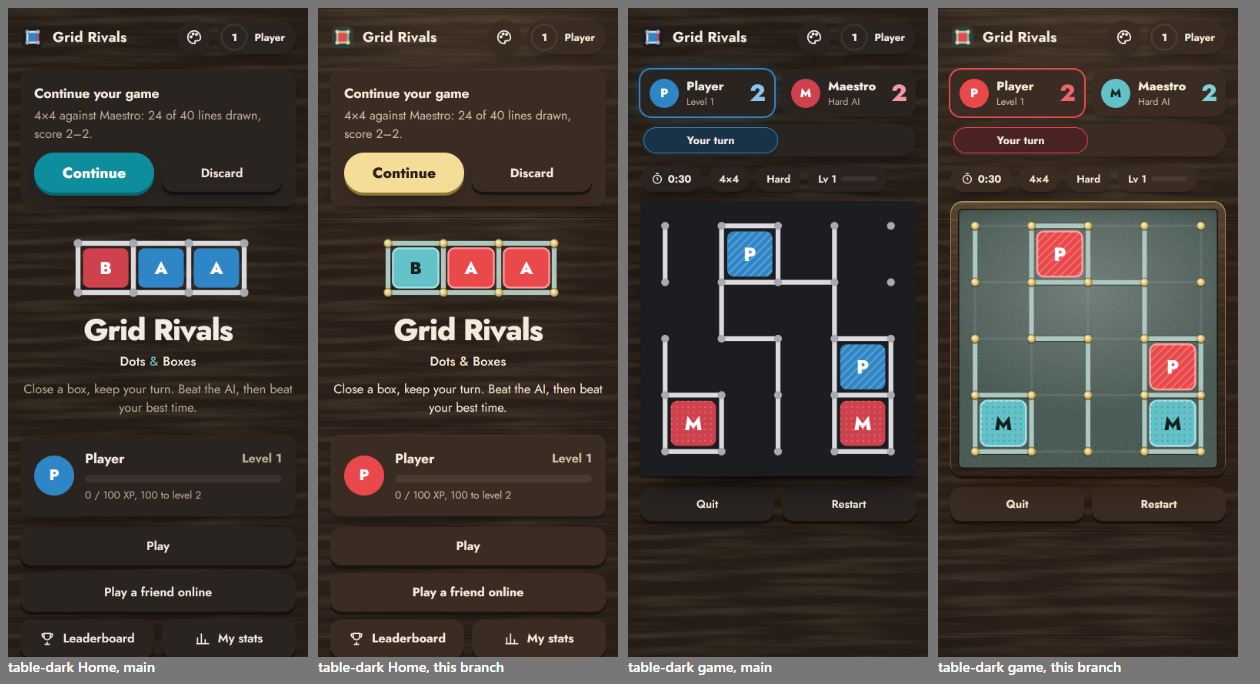 Grid Rivals
1 Player
Continue your game
4×4 against Maestro: 24 of 40 lines drawn,
score 2–2.
Continue
Discard
B A A
Grid Rivals
Dots & Boxes
Close a box, keep your turn. Beat the AI, then beat
your best time.
P
Player
Level 1
0 / 100 XP, 100 to level 2
Play
Play a friend online
Leaderboard
My stats
table-dark Home, main
Grid Rivals
1 Player
Continue your game
4×4 against Maestro: 24 of 40 lines drawn,
score 2–2.
Continue
Discard
B A A
Grid Rivals
Dots & Boxes
Close a box, keep your turn. Beat the AI, then beat
your best time.
P
Player
Level 1
0 / 100 XP, 100 to level 2
Play
Play a friend online
Leaderboard
My stats
table-dark Home, this branch
Grid Rivals
1 Player
P
Player
Level 1
2
M
Maestro
Hard AI
2
Your turn
0:30
4×4
Hard
Lv 1
P
P
M
M
Quit
Restart
table-dark game, main
Grid Rivals
1 Player
P
Player
Level 1
2
M
Maestro
Hard AI
2
Your turn
0:30
4×4
Hard
Lv 1
P
P
M
M
Quit
Restart
table-dark game, this branch